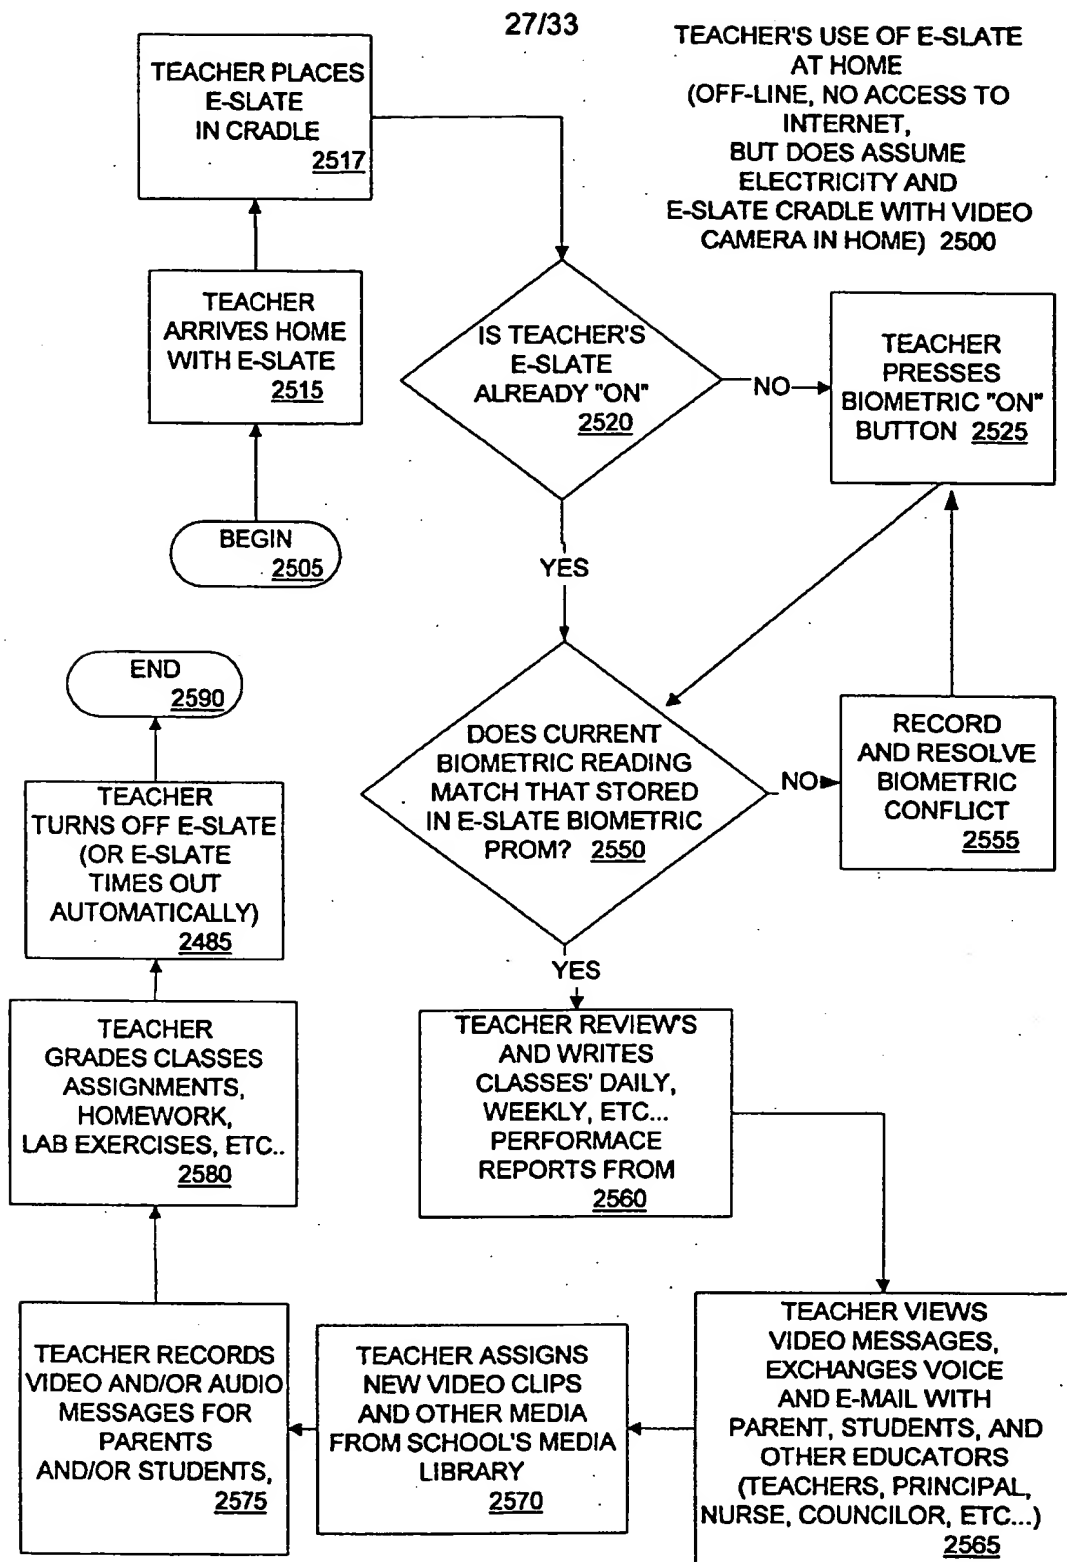 27/33
TEACHER'S USE OF E-SLATE
AT HOME
(OFF-LINE, NO ACCESS TO
INTERNET,
BUT DOES ASSUME
ELECTRICITY AND
E-SLATE CRADLE WITH VIDEO
CAMERA IN HOME) 2500
BEGIN
2505
TEACHER
ARRIVES HOME
WITH E-SLATE
2515
TEACHER PLACES
E-SLATE
IN CRADLE
2517
IS TEACHER'S
E-SLATE
ALREADY "ON"
2520
NO
TEACHER
PRESSES
BIOMETRIC "ON"
BUTTON 2525
YES
DOES CURRENT
BIOMETRIC READING
MATCH THAT STORED
IN E-SLATE BIOMETRIC
PROM? 2550
NO
RECORD
AND RESOLVE
BIOMETRIC
CONFLICT
2555
YES
TEACHER REVIEW'S
AND WRITES
CLASSES' DAILY,
WEEKLY, ETC...
PERFORMACE
REPORTS FROM
2560
TEACHER VIEWS
VIDEO MESSAGES,
EXCHANGES VOICE
AND E-MAIL WITH
PARENT, STUDENTS, AND
OTHER EDUCATORS
(TEACHERS, PRINCIPAL,
NURSE, COUNCILOR, ETC...)
2565
TEACHER ASSIGNS
NEW VIDEO CLIPS
AND OTHER MEDIA
FROM SCHOOL'S MEDIA
LIBRARY
2570
TEACHER RECORDS
VIDEO AND/OR AUDIO
MESSAGES FOR
PARENTS
AND/OR STUDENTS,
2575
TEACHER
GRADES CLASSES
ASSIGNMENTS,
HOMEWORK,
LAB EXERCISES, ETC..
2580
TEACHER
TURNS OFF E-SLATE
(OR E-SLATE
TIMES OUT
AUTOMATICALLY)
2485
END
2590